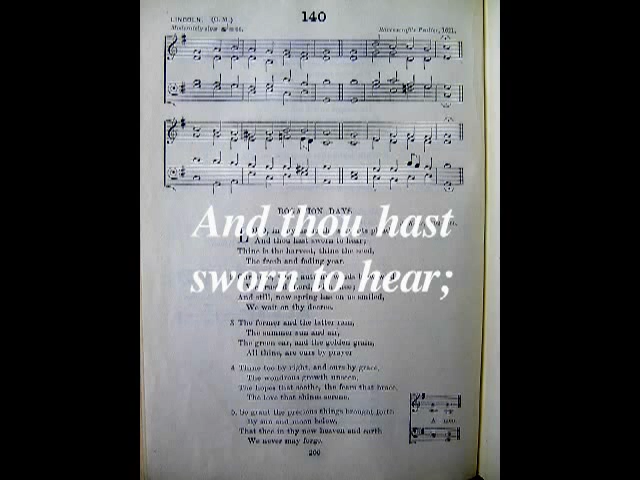 140
LINCOLN. (C.M.)
Moderately slow
Ravenscroft's Psalter, 1621.
ROGATION DAYS.
And thou hast
sworn to hear;
And thou hast sworn to hear;
Thine is the harvest, thine the seed,
The fresh and fading year.
And still, now spring has on us smiled,
We wait on thy decree.
3 The former and the latter rain,
The summer sun and air,
The green ear, and the golden grain,
All thine, are ours by prayer
4 Thine too by right, and ours by grace,
The wondrous growth unseen,
The hopes that soothe, the fears that brace,
The love that shines serene.
5. So grant the precious things brought forth
By sun and moon below,
That thee in thy new heaven and earth
We never may forgo.
200